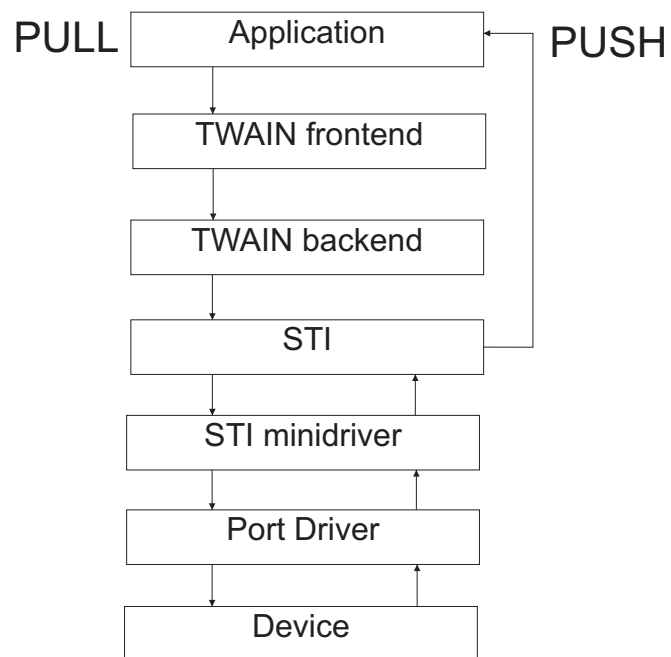 PULL
Application
PUSH
TWAIN frontend
TWAIN backend
STI
STI minidriver
Port Driver
Device